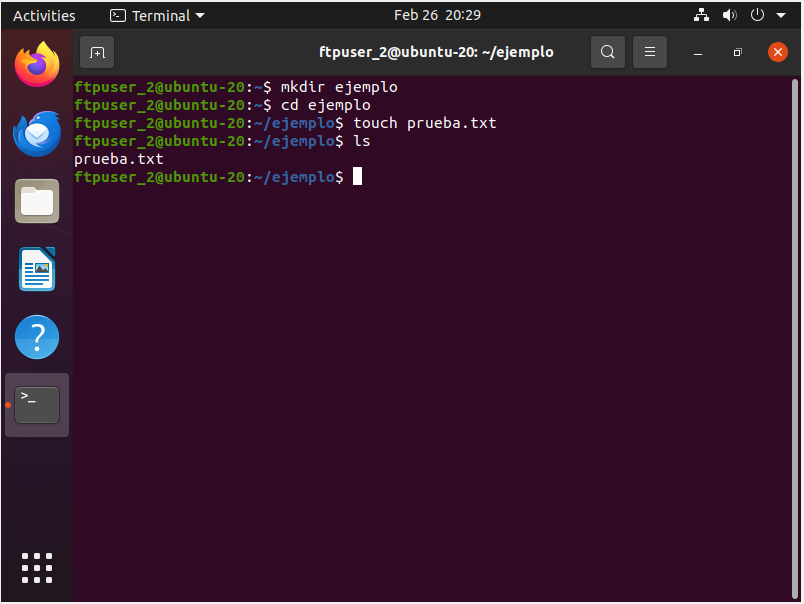 Activities Terminal Feb 26 20:29
ftpuser_2@ubuntu-20: ~/ejemplo
ftpuser_2@ubuntu-20:~$ mkdir ejemplo
ftpuser_2@ubuntu-20:~$ cd ejemplo
ftpuser_2@ubuntu-20:~/ejemplo$ touch prueba.txt
ftpuser_2@ubuntu-20:~/ejemplo$ ls
prueba.txt
ftpuser_2@ubuntu-20:~/ejemplo$
?
>_